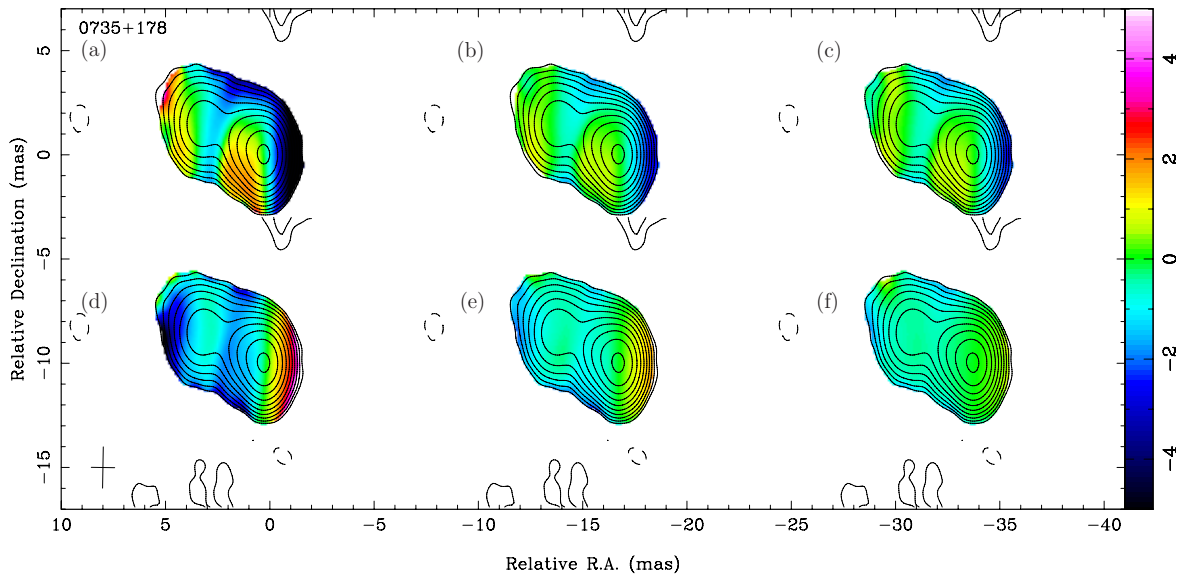 0735+178
(a) (b) (c)
(d) (e) (f)
Relative Declination (mas)
5
0
−5
−10
−15
10 5 0 −5 −10 −15 −20 −25 −30 −35 −40
Relative R.A. (mas)
4
2
0
−2
−4